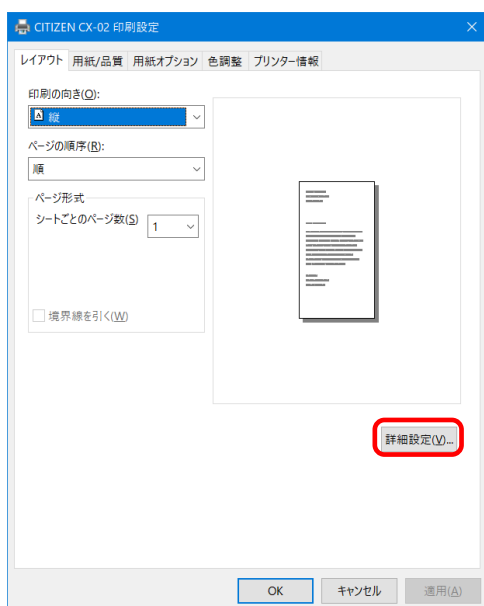 CITIZEN CX-02 印刷設定
レイアウト 用紙/品質 用紙オプション 色調整 プリンター情報
印刷の向き(O):
縦
ページの順序(R):
順
ページ形式
シートごとのページ数(S) 1
境界線を引く(W)
詳細設定(V)...
OK キャンセル 適用(A)